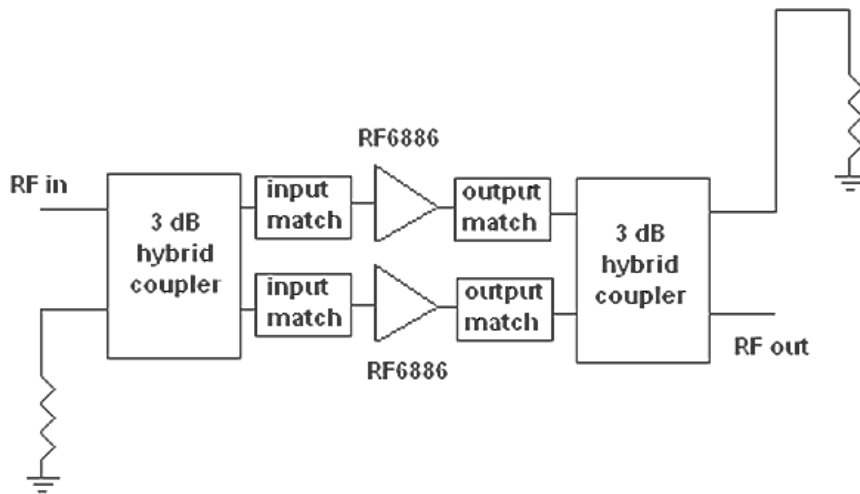 RF6886
RF in
3 dB
hybrid
coupler
input
match
output
match
3 dB
hybrid
coupler
input
match
output
match
RF6886
RF out